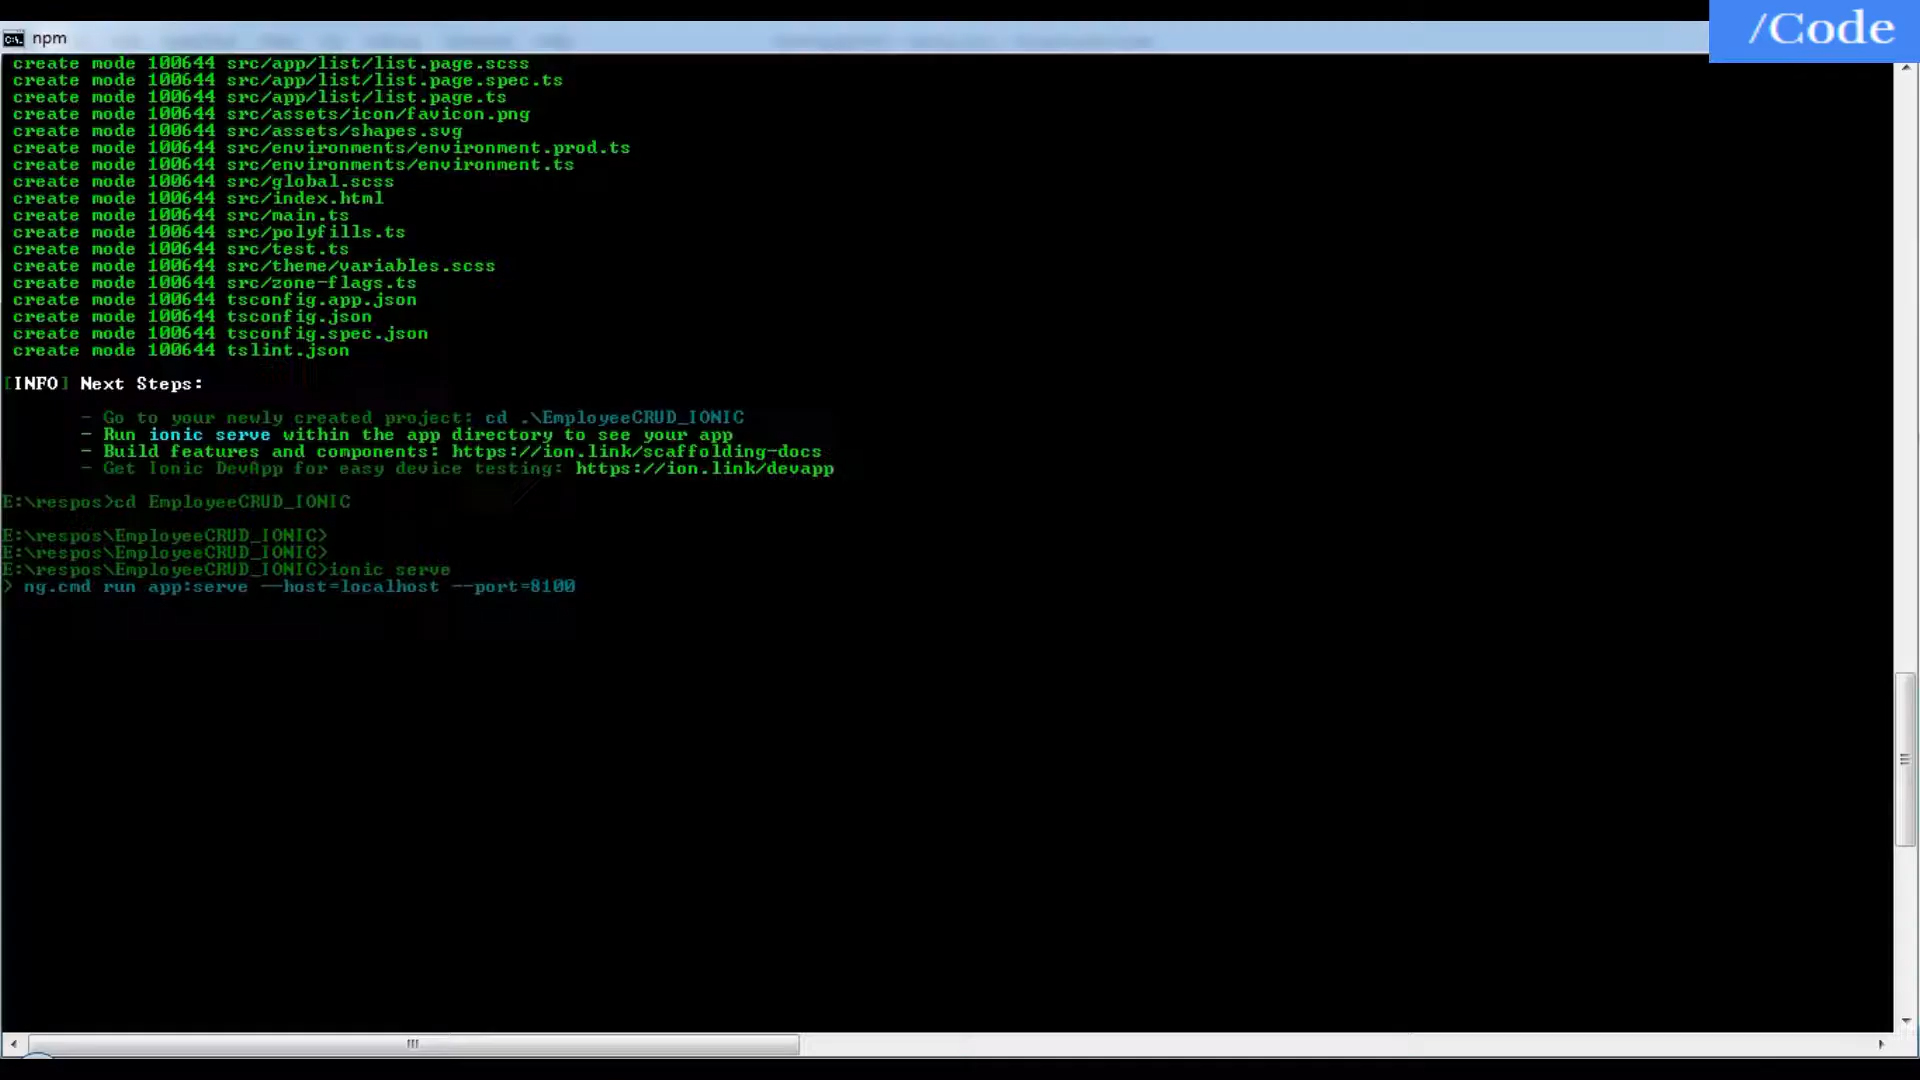 /Code
npm
create mode 100644 src/app/list/list.page.scss
create mode 100644 src/app/list/list.page.spec.ts
create mode 100644 src/app/list/list.page.ts
create mode 100644 src/assets/icon/favicon.png
create mode 100644 src/assets/shapes.svg
create mode 100644 src/environments/environment.prod.ts
create mode 100644 src/environments/environment.ts
create mode 100644 src/global.scss
create mode 100644 src/index.html
create mode 100644 src/main.ts
create mode 100644 src/polyfills.ts
create mode 100644 src/test.ts
create mode 100644 src/theme/variables.scss
create mode 100644 src/zone-flags.ts
create mode 100644 tsconfig.app.json
create mode 100644 tsconfig.json
create mode 100644 tsconfig.spec.json
create mode 100644 tslint.json
[INFO] Next Steps:
- Go to your newly created project: cd .\EmployeeCRUD_IONIC
- Run ionic serve within the app directory to see your app
- Build features and components: https://ion.link/scaffolding-docs
- Get Ionic DevApp for easy device testing: https://ion.link/devapp
E:\respos>cd EmployeeCRUD_IONIC
E:\respos\EmployeeCRUD_IONIC>
E:\respos\EmployeeCRUD_IONIC>
E:\respos\EmployeeCRUD_IONIC>ionic serve
> ng.cmd run app:serve --host=localhost --port=8100